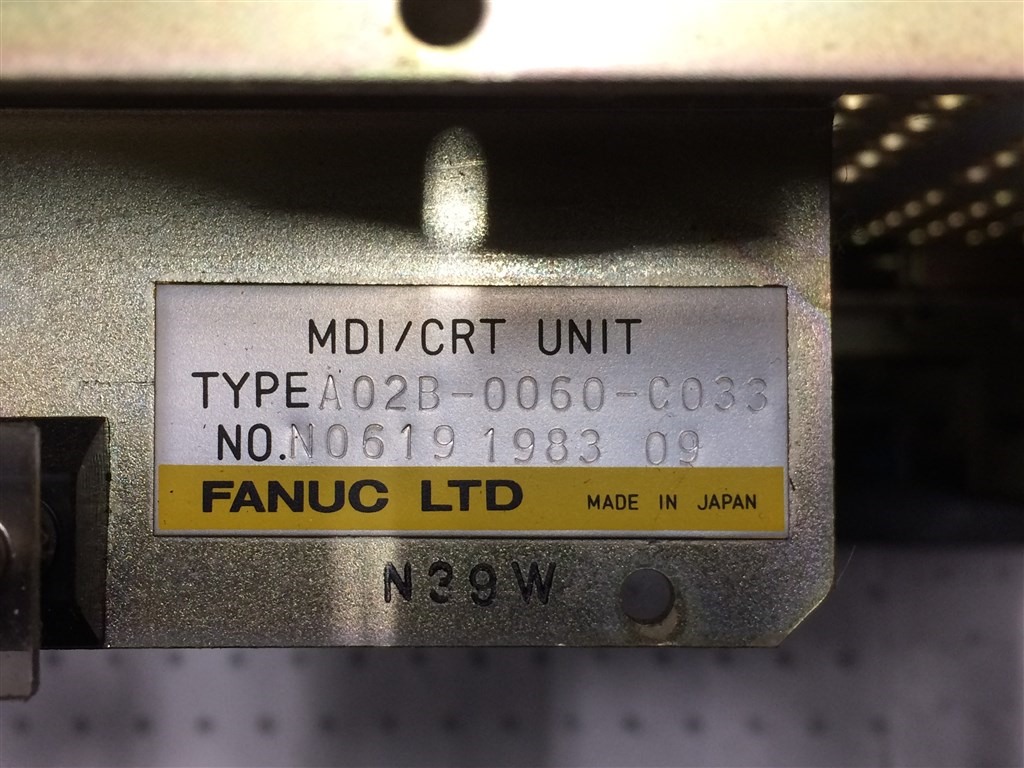 MDI/CRT UNIT
TYPE A02B-0060-C033
NO. N0619 1983 09
FANUC LTD MADE IN JAPAN
N39W